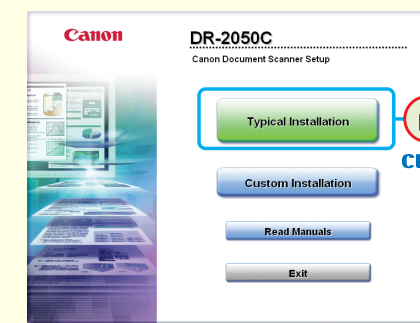 Canon
DR-2050C
Canon Document Scanner Setup
Typical Installation
Custom Installation
Read Manuals
Exit